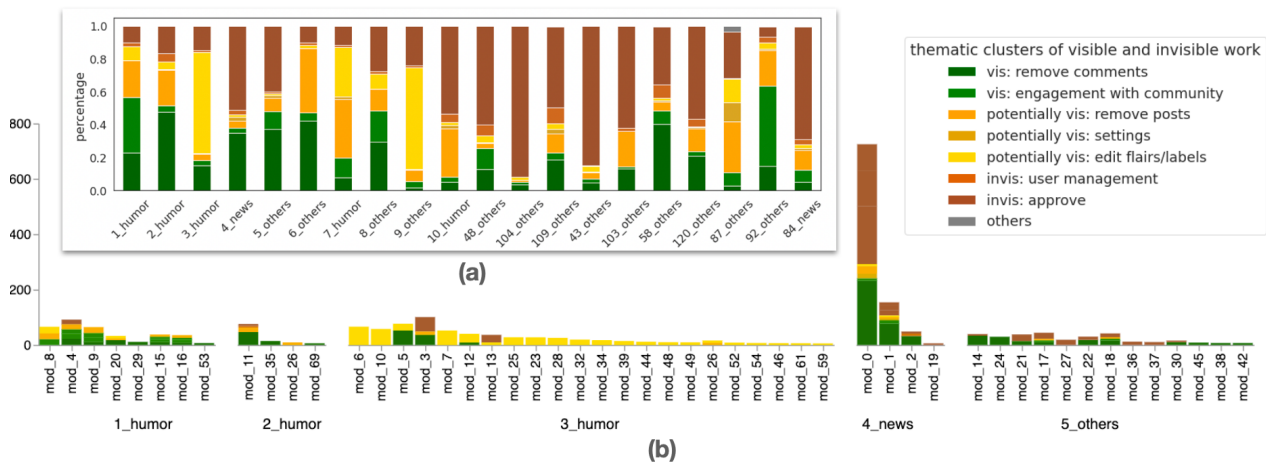 1.0
0.8
0.6
0.4
0.2
0.0
percentage
1_humor
2_humor
3_humor
4_news
5_others
6_others
7_humor
8_others
9_others
10_humor
48_others
104_others
109_others
43_others
103_others
58_others
120_others
87_others
92_others
84_news
(a)
thematic clusters of visible and invisible work
vis: remove comments
vis: engagement with community
potentially vis: remove posts
potentially vis: settings
potentially vis: edit flairs/labels
invis: user management
invis: approve
others
800
600
400
200
0
mod_8
mod_4
mod_9
mod_20
mod_29
mod_15
mod_16
mod_53
mod_11
mod_35
mod_26
mod_69
mod_6
mod_10
mod_5
mod_3
mod_7
mod_12
mod_13
mod_25
mod_23
mod_28
mod_32
mod_34
mod_39
mod_44
mod_48
mod_49
mod_26
mod_52
mod_54
mod_46
mod_61
mod_59
mod_0
mod_1
mod_2
mod_19
mod_14
mod_24
mod_21
mod_17
mod_27
mod_22
mod_18
mod_36
mod_37
mod_30
mod_45
mod_38
mod_42
1_humor
2_humor
3_humor
4_news
5_others
(b)